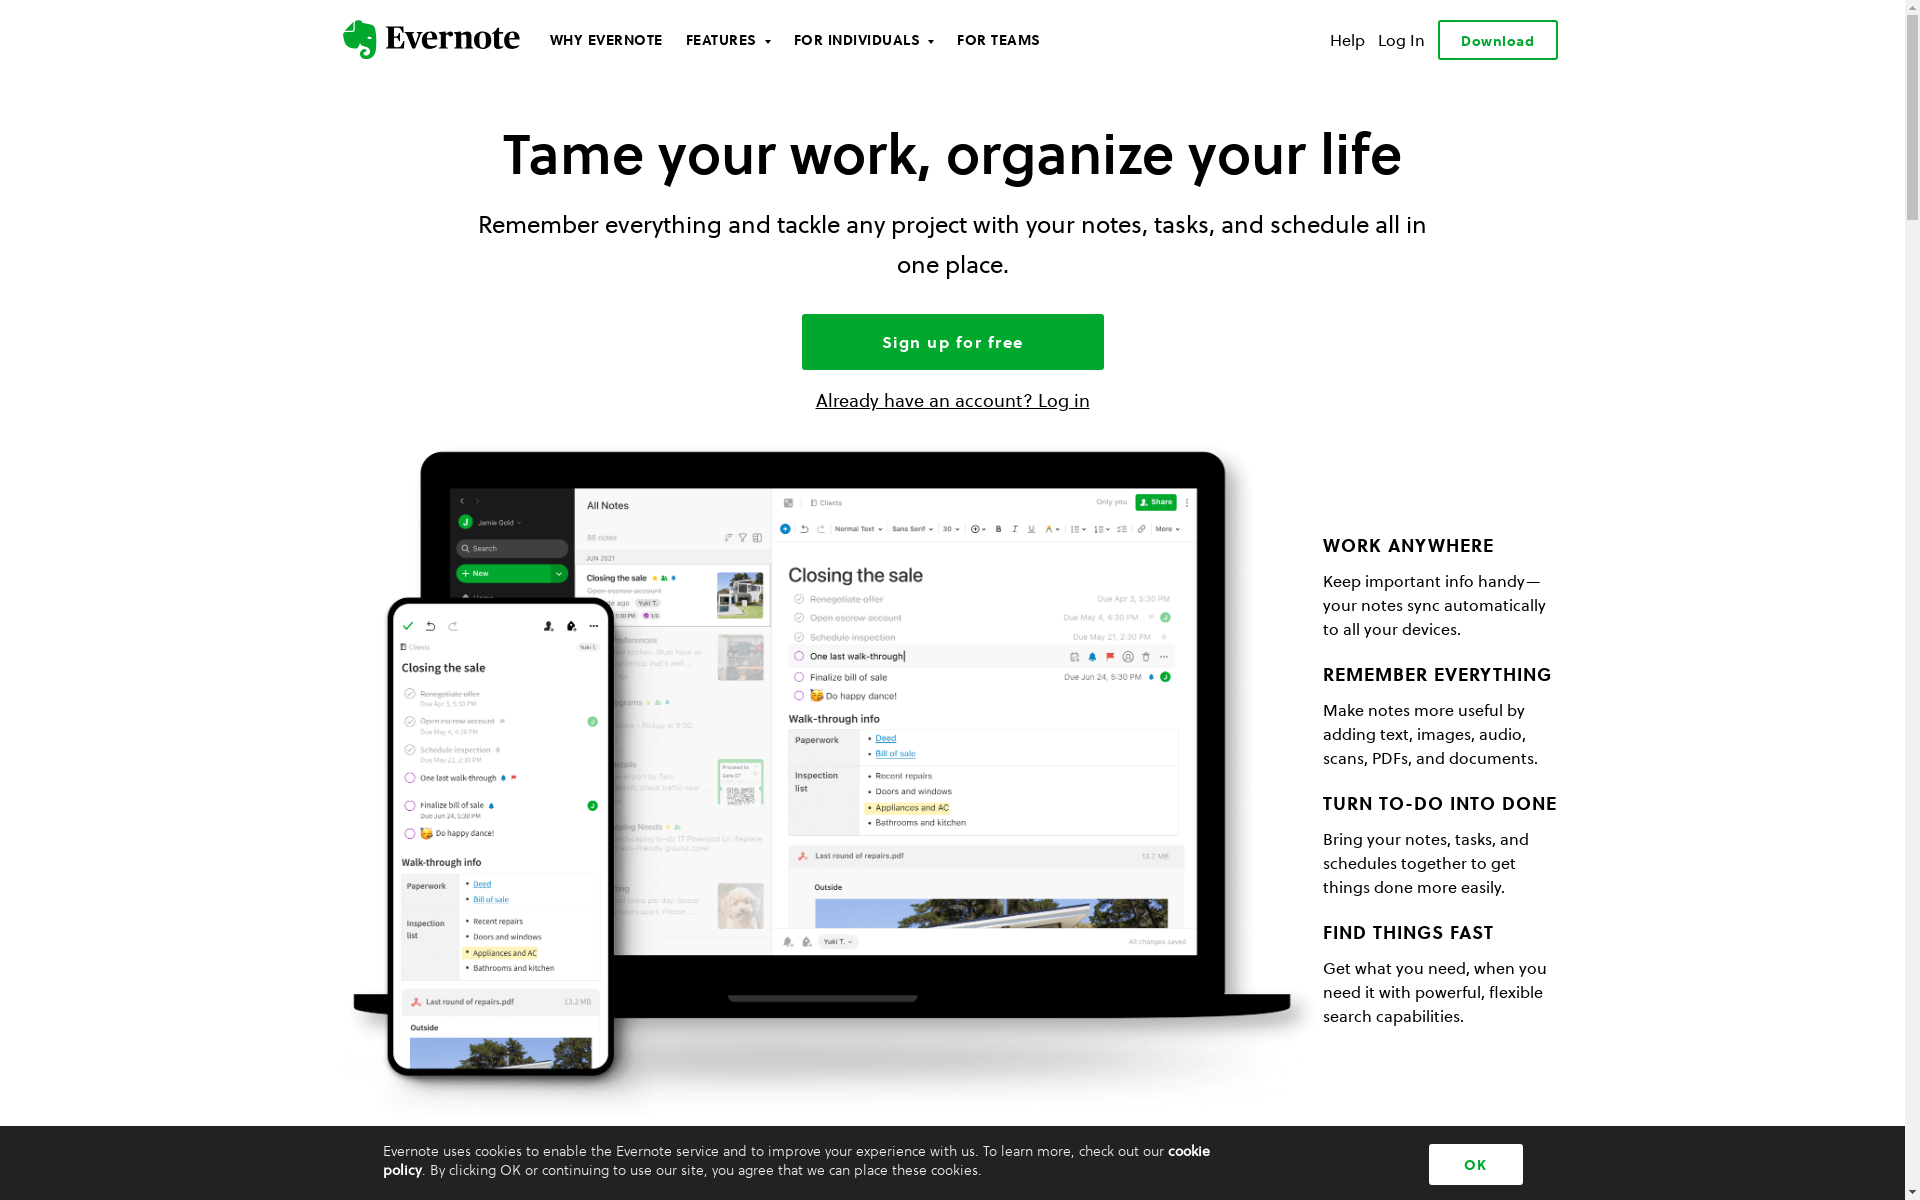 Evernote
WHY EVERNOTE
FEATURES
FOR INDIVIDUALS
FOR TEAMS
Help
Log In
Download
Tame your work, organize your life
Remember everything and tackle any project with your notes, tasks, and schedule all in
one place.
Sign up for free
Already have an account? Log in
Jamie Gold
Search
New
All Notes
86 notes
JUN 2021
Closing the sale
Open escrow account
Yuki T.
Clients
Only you
Share
Normal Text
Sans Serif
30
B I U A
More
Closing the sale
Renegotiate offer
Due Apr 3, 5:30 PM
Open escrow account
Due May 4, 4:30 PM
Schedule inspection
Due May 21, 2:30 PM
One last walk-through
Finalize bill of sale
Due Jun 24, 5:30 PM
Do happy dance!
Walk-through info
Paperwork
Deed
Bill of sale
Inspection
list
Recent repairs
Doors and windows
Appliances and AC
Bathrooms and kitchen
Last round of repairs.pdf
13.2 MB
Outside
Yuki T.
All changes saved
Clients
Yuki T.
Closing the sale
Renegotiate offer
Due Apr 3, 5:30 PM
Open escrow account
Due May 4, 4:30 PM
Schedule inspection
Due May 21, 2:30 PM
One last walk-through
Finalize bill of sale
Due Jun 24, 5:30 PM
Do happy dance!
Walk-through info
Paperwork
Deed
Bill of sale
Inspection
list
Recent repairs
Doors and windows
Appliances and AC
Bathrooms and kitchen
Last round of repairs.pdf
13.2 MB
Outside
WORK ANYWHERE
Keep important info handy—
your notes sync automatically
to all your devices.
REMEMBER EVERYTHING
Make notes more useful by
adding text, images, audio,
scans, PDFs, and documents.
TURN TO-DO INTO DONE
Bring your notes, tasks, and
schedules together to get
things done more easily.
FIND THINGS FAST
Get what you need, when you
need it with powerful, flexible
search capabilities.
Evernote uses cookies to enable the Evernote service and to improve your experience with us. To learn more, check out our cookie
policy. By clicking OK or continuing to use our site, you agree that we can place these cookies.
OK